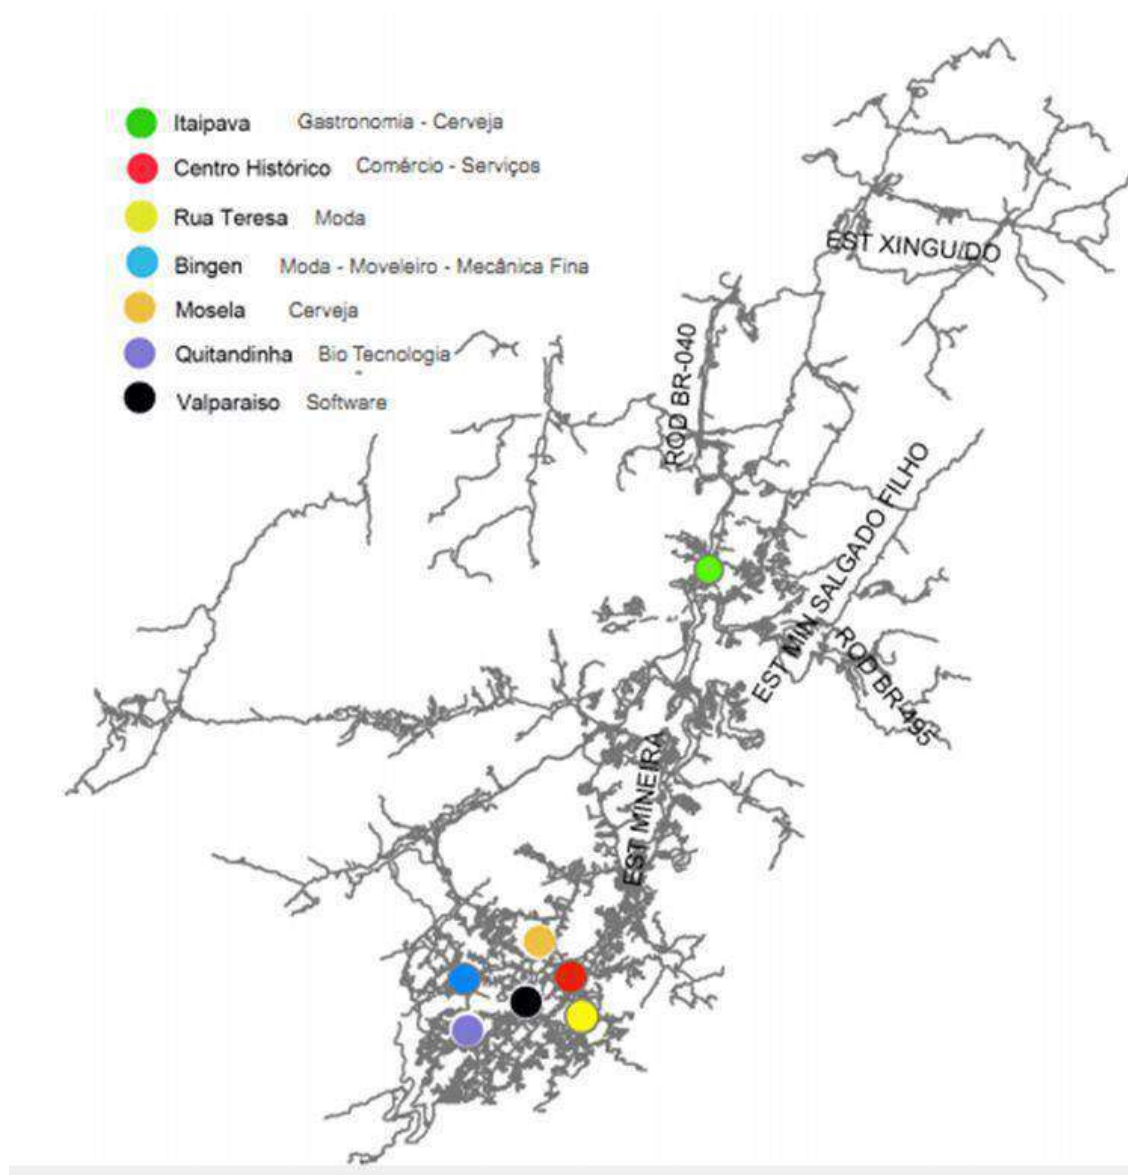 Itaipava Gastronomia - Cerveja
Centro Histórico Comércio - Serviços
Rua Teresa Moda
Bingen Moda - Moveleiro - Mecânica Fina
Mosela Cerveja
Quitandinha Bio Tecnologia
Valparaiso Software
EST XINGU/DO
ROD BR-040
EST MIN SALGADO FILHO
ROD BR-495
EST MINEIRA